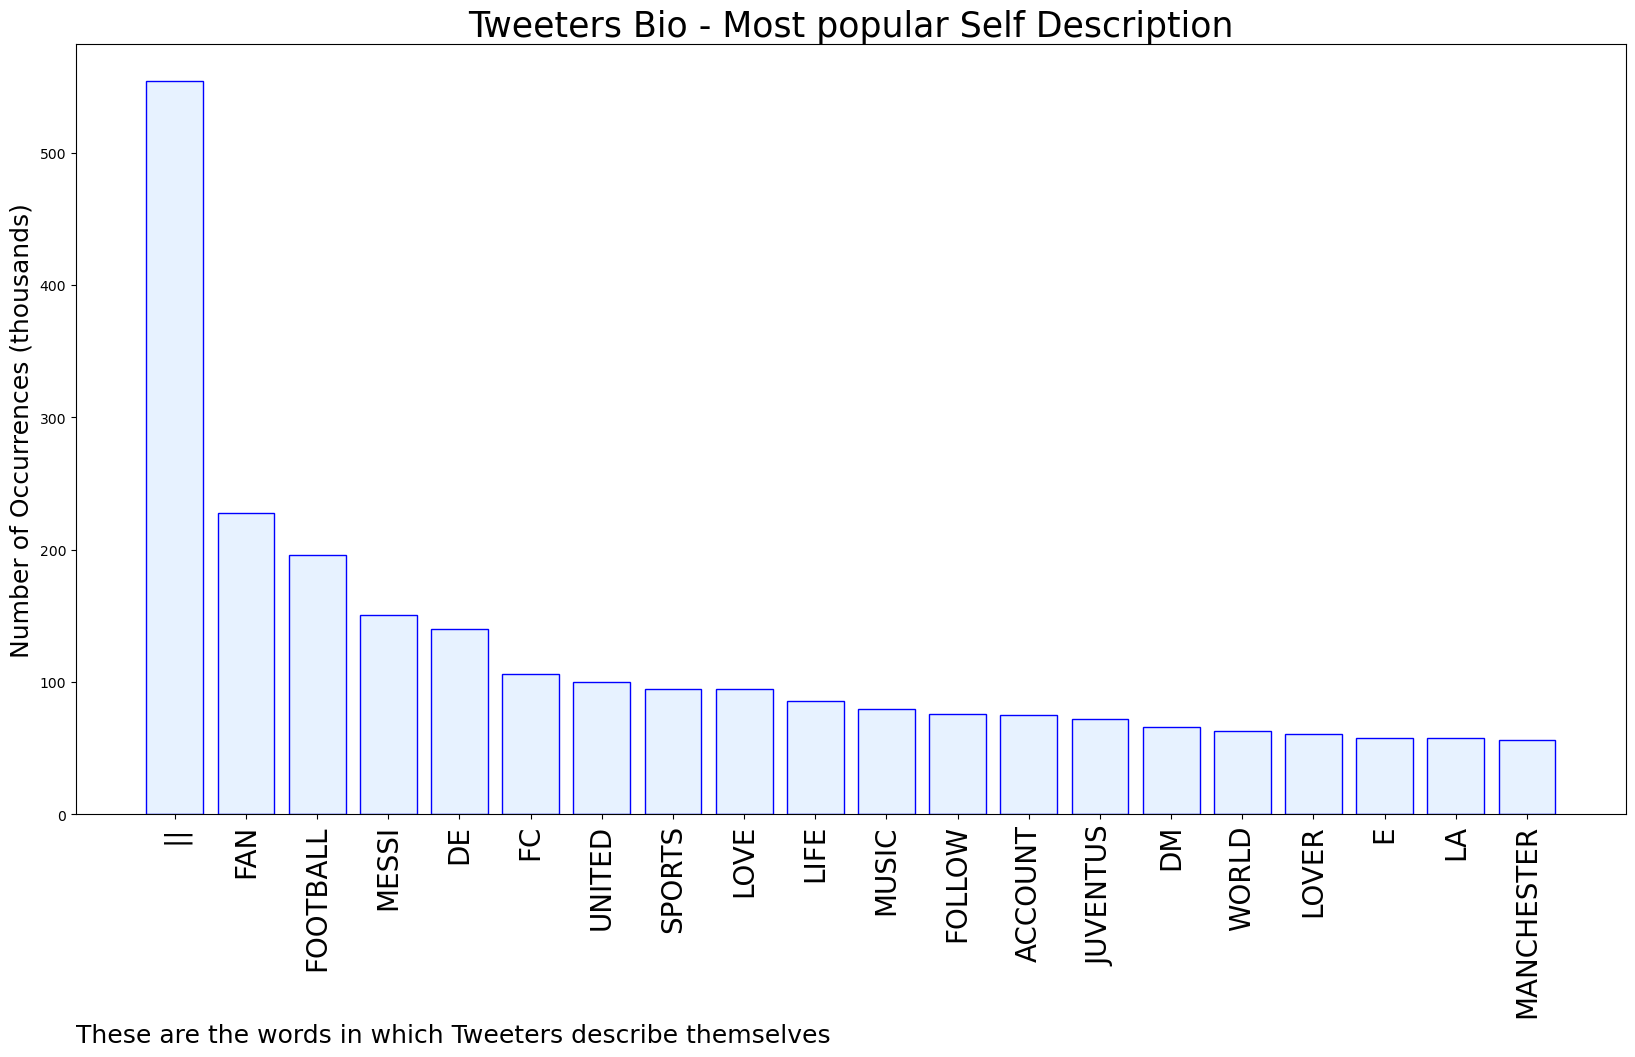 Tweeters Bio - Most popular Self Description
Number of Occurrences (thousands)
500
400
300
200
100
0
||
FAN
FOOTBALL
MESSI
DE
FC
UNITED
SPORTS
LOVE
LIFE
MUSIC
FOLLOW
ACCOUNT
JUVENTUS
DM
WORLD
LOVER
E
LA
MANCHESTER
These are the words in which Tweeters describe themselves